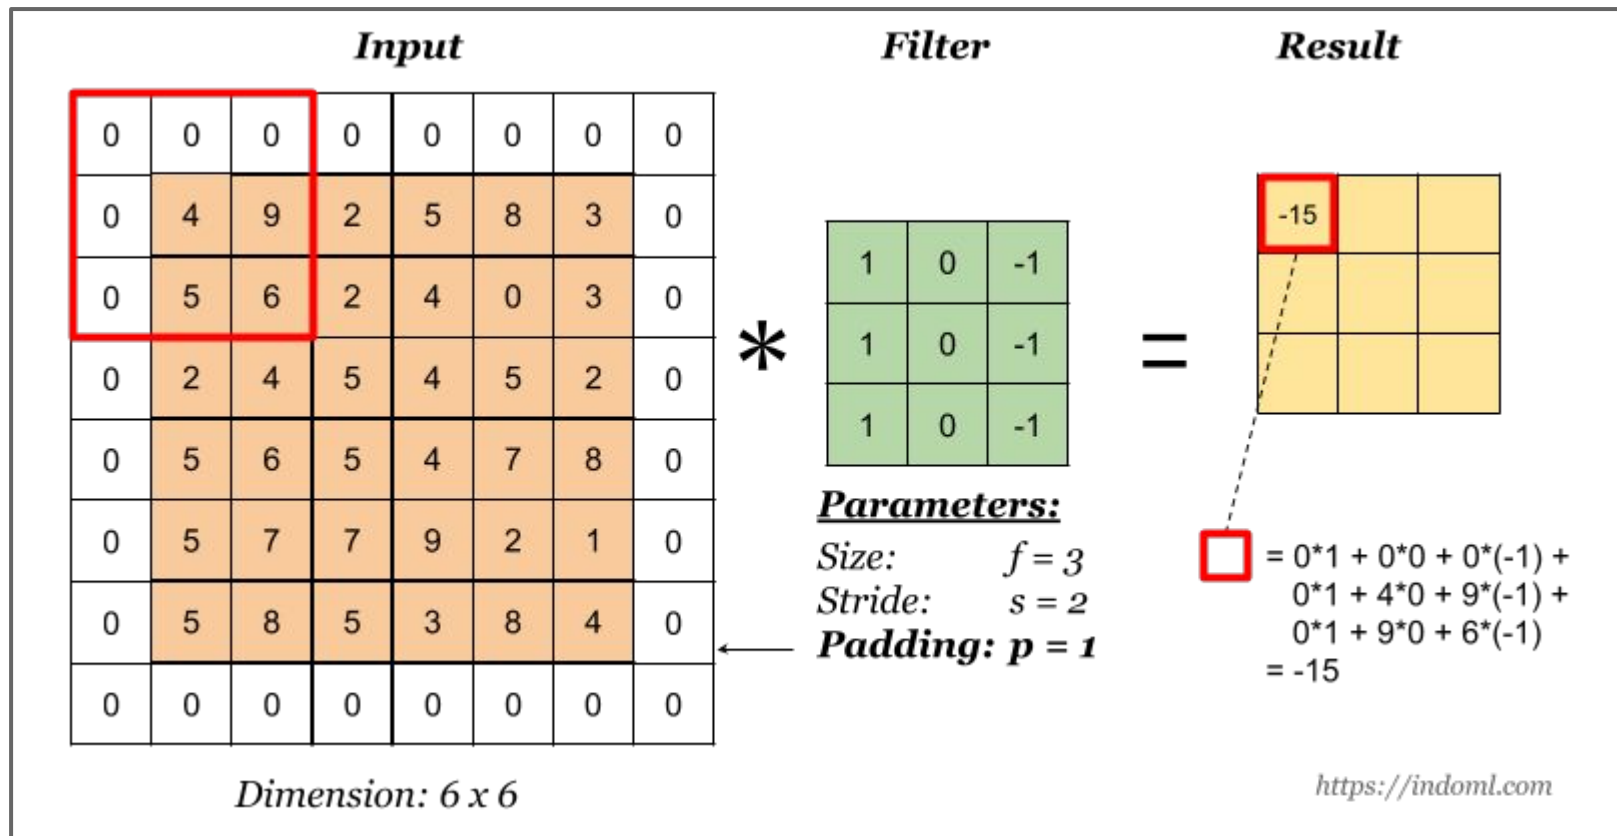 Input Filter Result
0 0 0 0 0 0 0 0
0 4 9 2 5 8 3 0
0 5 6 2 4 0 3 0
0 2 4 5 4 5 2 0
0 5 6 5 4 7 8 0
0 5 7 7 9 2 1 0
0 5 8 5 3 8 4 0
0 0 0 0 0 0 0 0
Dimension: 6 x 6
*
1 0 -1
1 0 -1
1 0 -1
Parameters:
Size: f = 3
Stride: s = 2
Padding: p = 1
=
-15
= 0*1 + 0*0 + 0*(-1) +
0*1 + 4*0 + 9*(-1) +
0*1 + 9*0 + 6*(-1)
= -15
https://indoml.com